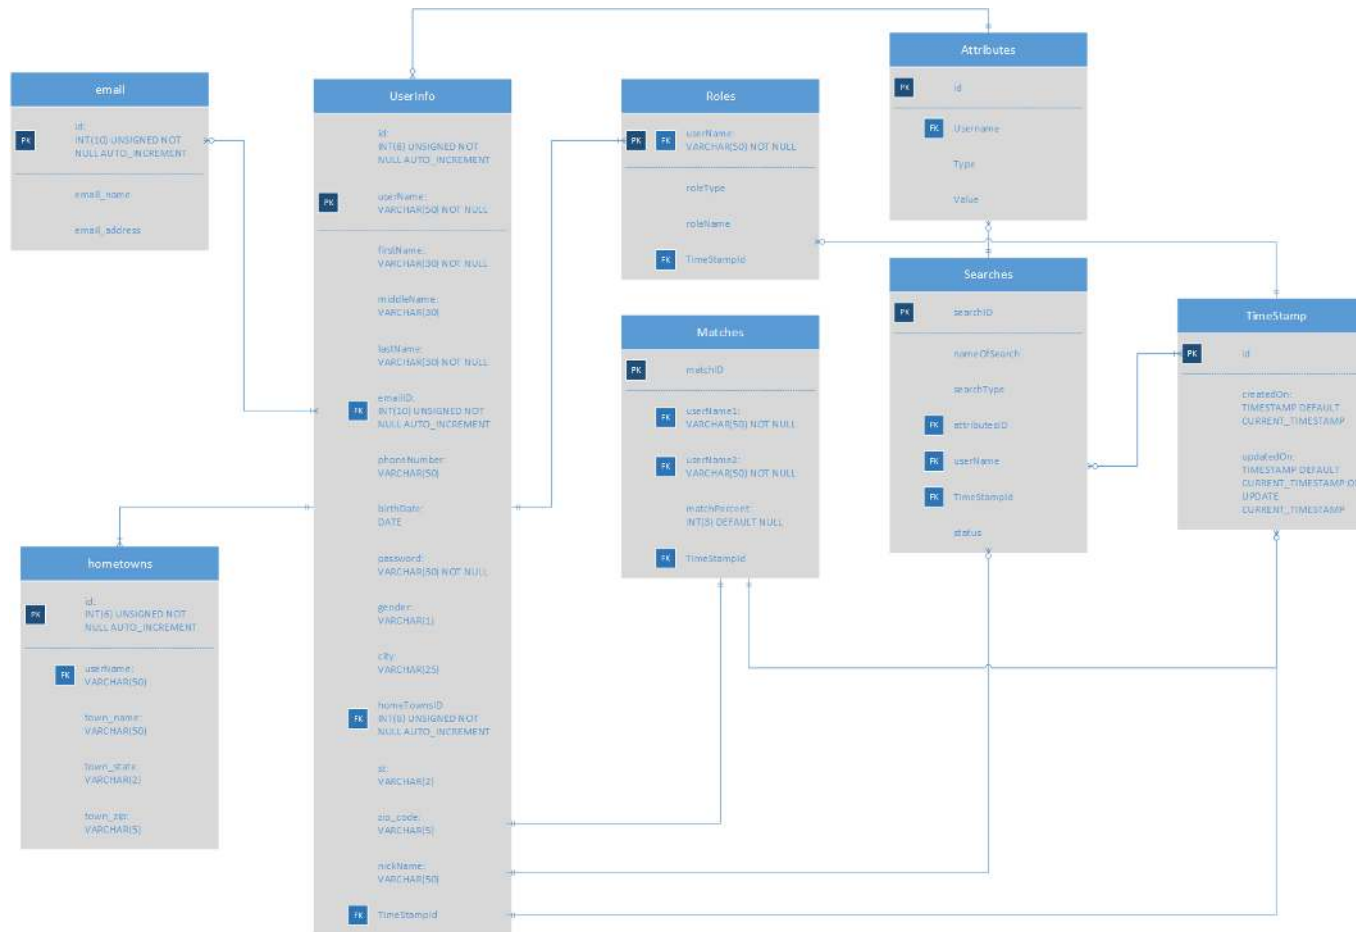 email
PK
id:
INT(10) UNSIGNED NOT
NULL AUTO_INCREMENT
email_name
email_address
UserInfo
id:
INT(6) UNSIGNED NOT
NULL AUTO_INCREMENT
PK
userName:
VARCHAR(50) NOT NULL
firstName:
VARCHAR(30) NOT NULL
middleName:
VARCHAR(30)
lastName:
VARCHAR(30) NOT NULL
FK
emailID:
INT(10) UNSIGNED NOT
NULL AUTO_INCREMENT
phoneNumber:
VARCHAR(50)
birthDate:
DATE
password:
VARCHAR(50) NOT NULL
gender:
VARCHAR(1)
city:
VARCHAR(25)
FK
homeTownsID
INT(6) UNSIGNED NOT
NULL AUTO_INCREMENT
st:
VARCHAR(2)
zip_code:
VARCHAR(5)
nickName:
VARCHAR(50)
FK
TimeStampId
hometowns
PK
id:
INT(6) UNSIGNED NOT
NULL AUTO_INCREMENT
FK
userName:
VARCHAR(50)
town_name:
VARCHAR(50)
town_state:
VARCHAR(2)
town_zip:
VARCHAR(5)
Roles
PK
FK
userName:
VARCHAR(50) NOT NULL
roleType
roleName
FK
TimeStampId
Matches
PK
matchID
FK
userName1:
VARCHAR(50) NOT NULL
FK
userName2:
VARCHAR(50) NOT NULL
matchPercent:
INT(3) DEFAULT NULL
FK
TimeStampId
Attributes
PK
id
FK
Username
Type
Value
Searches
PK
searchID
nameOfSearch
searchType
FK
attributesID
FK
userName
FK
TimeStampId
status
TimeStamp
PK
id
createdOn:
TIMESTAMP DEFAULT
CURRENT_TIMESTAMP
updatedOn:
TIMESTAMP DEFAULT
CURRENT_TIMESTAMP O
UPDATE
CURRENT_TIMESTAMP